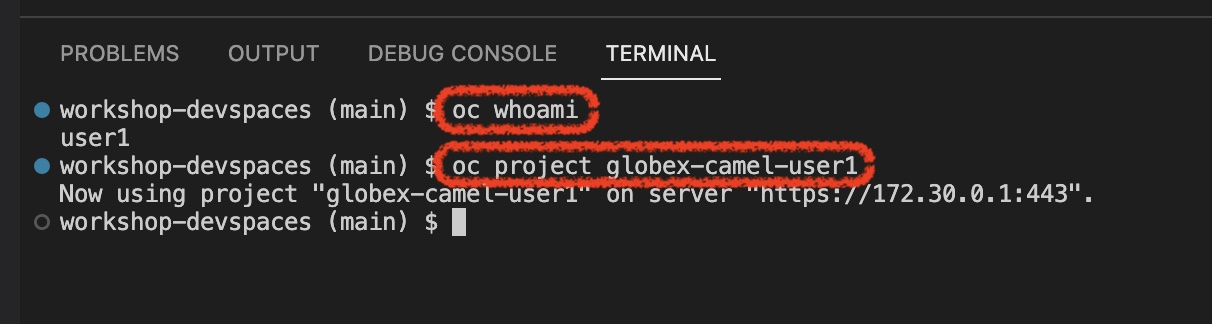 PROBLEMS OUTPUT DEBUG CONSOLE TERMINAL
workshop-devspaces (main) $ oc whoami
user1
workshop-devspaces (main) $ oc project globex-camel-user1
Now using project "globex-camel-user1" on server "https://172.30.0.1:443".
workshop-devspaces (main) $